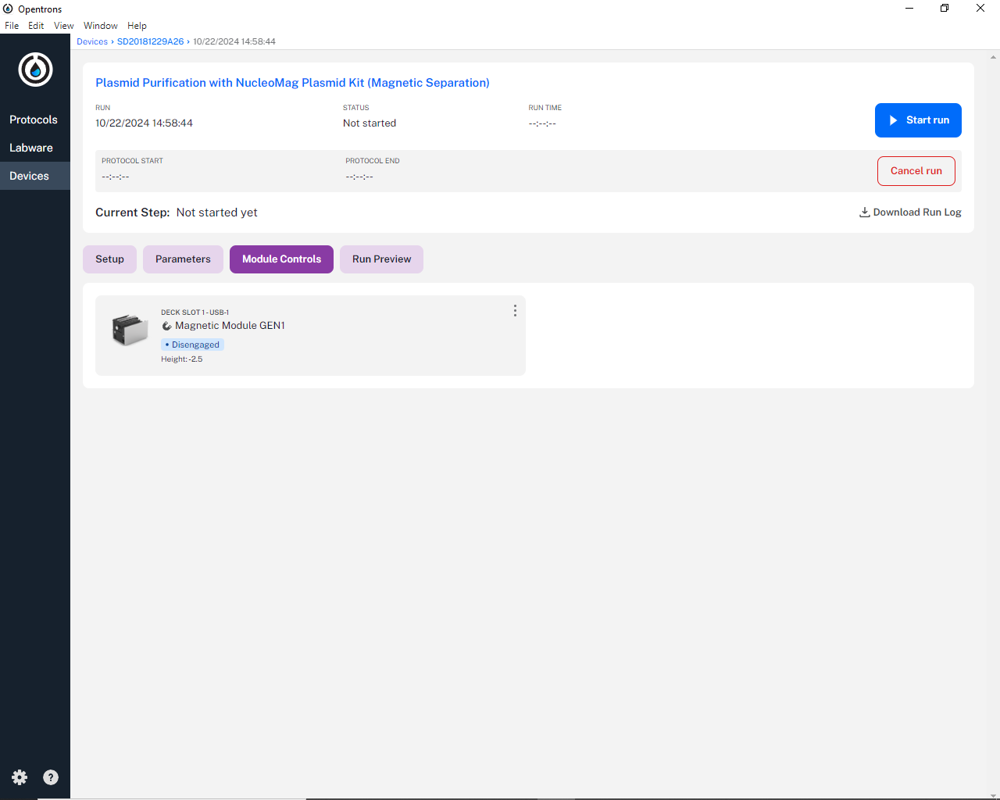 Opentrons
File Edit View Window Help
Devices › SD20181229A26 › 10/22/2024 14:58:44
Protocols
Labware
Devices
Plasmid Purification with NucleoMag Plasmid Kit (Magnetic Separation)
RUN STATUS RUN TIME
10/22/2024 14:58:44 Not started --:--:--
Start run
PROTOCOL START PROTOCOL END
--:--:-- --:--:--
Cancel run
Current Step: Not started yet
Download Run Log
Setup Parameters Module Controls Run Preview
DECK SLOT 1 - USB-1
Magnetic Module GEN1
• Disengaged
Height: -2.5
?